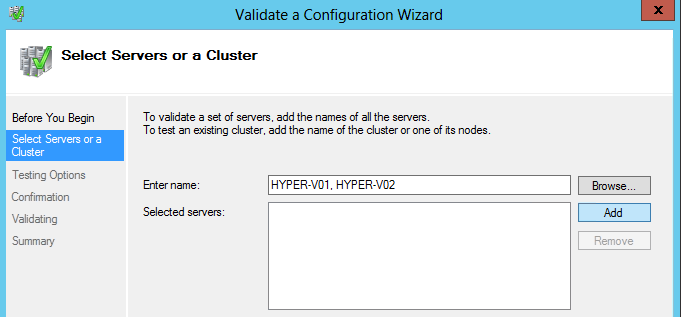 Validate a Configuration Wizard
x
Select Servers or a Cluster
Before You Begin
Select Servers or a
Cluster
Testing Options
Confirmation
Validating
Summary
To validate a set of servers, add the names of all the servers.
To test an existing cluster, add the name of the cluster or one of its nodes.
Enter name:
HYPER-V01, HYPER-V02
Browse...
Selected servers:
Add
Remove